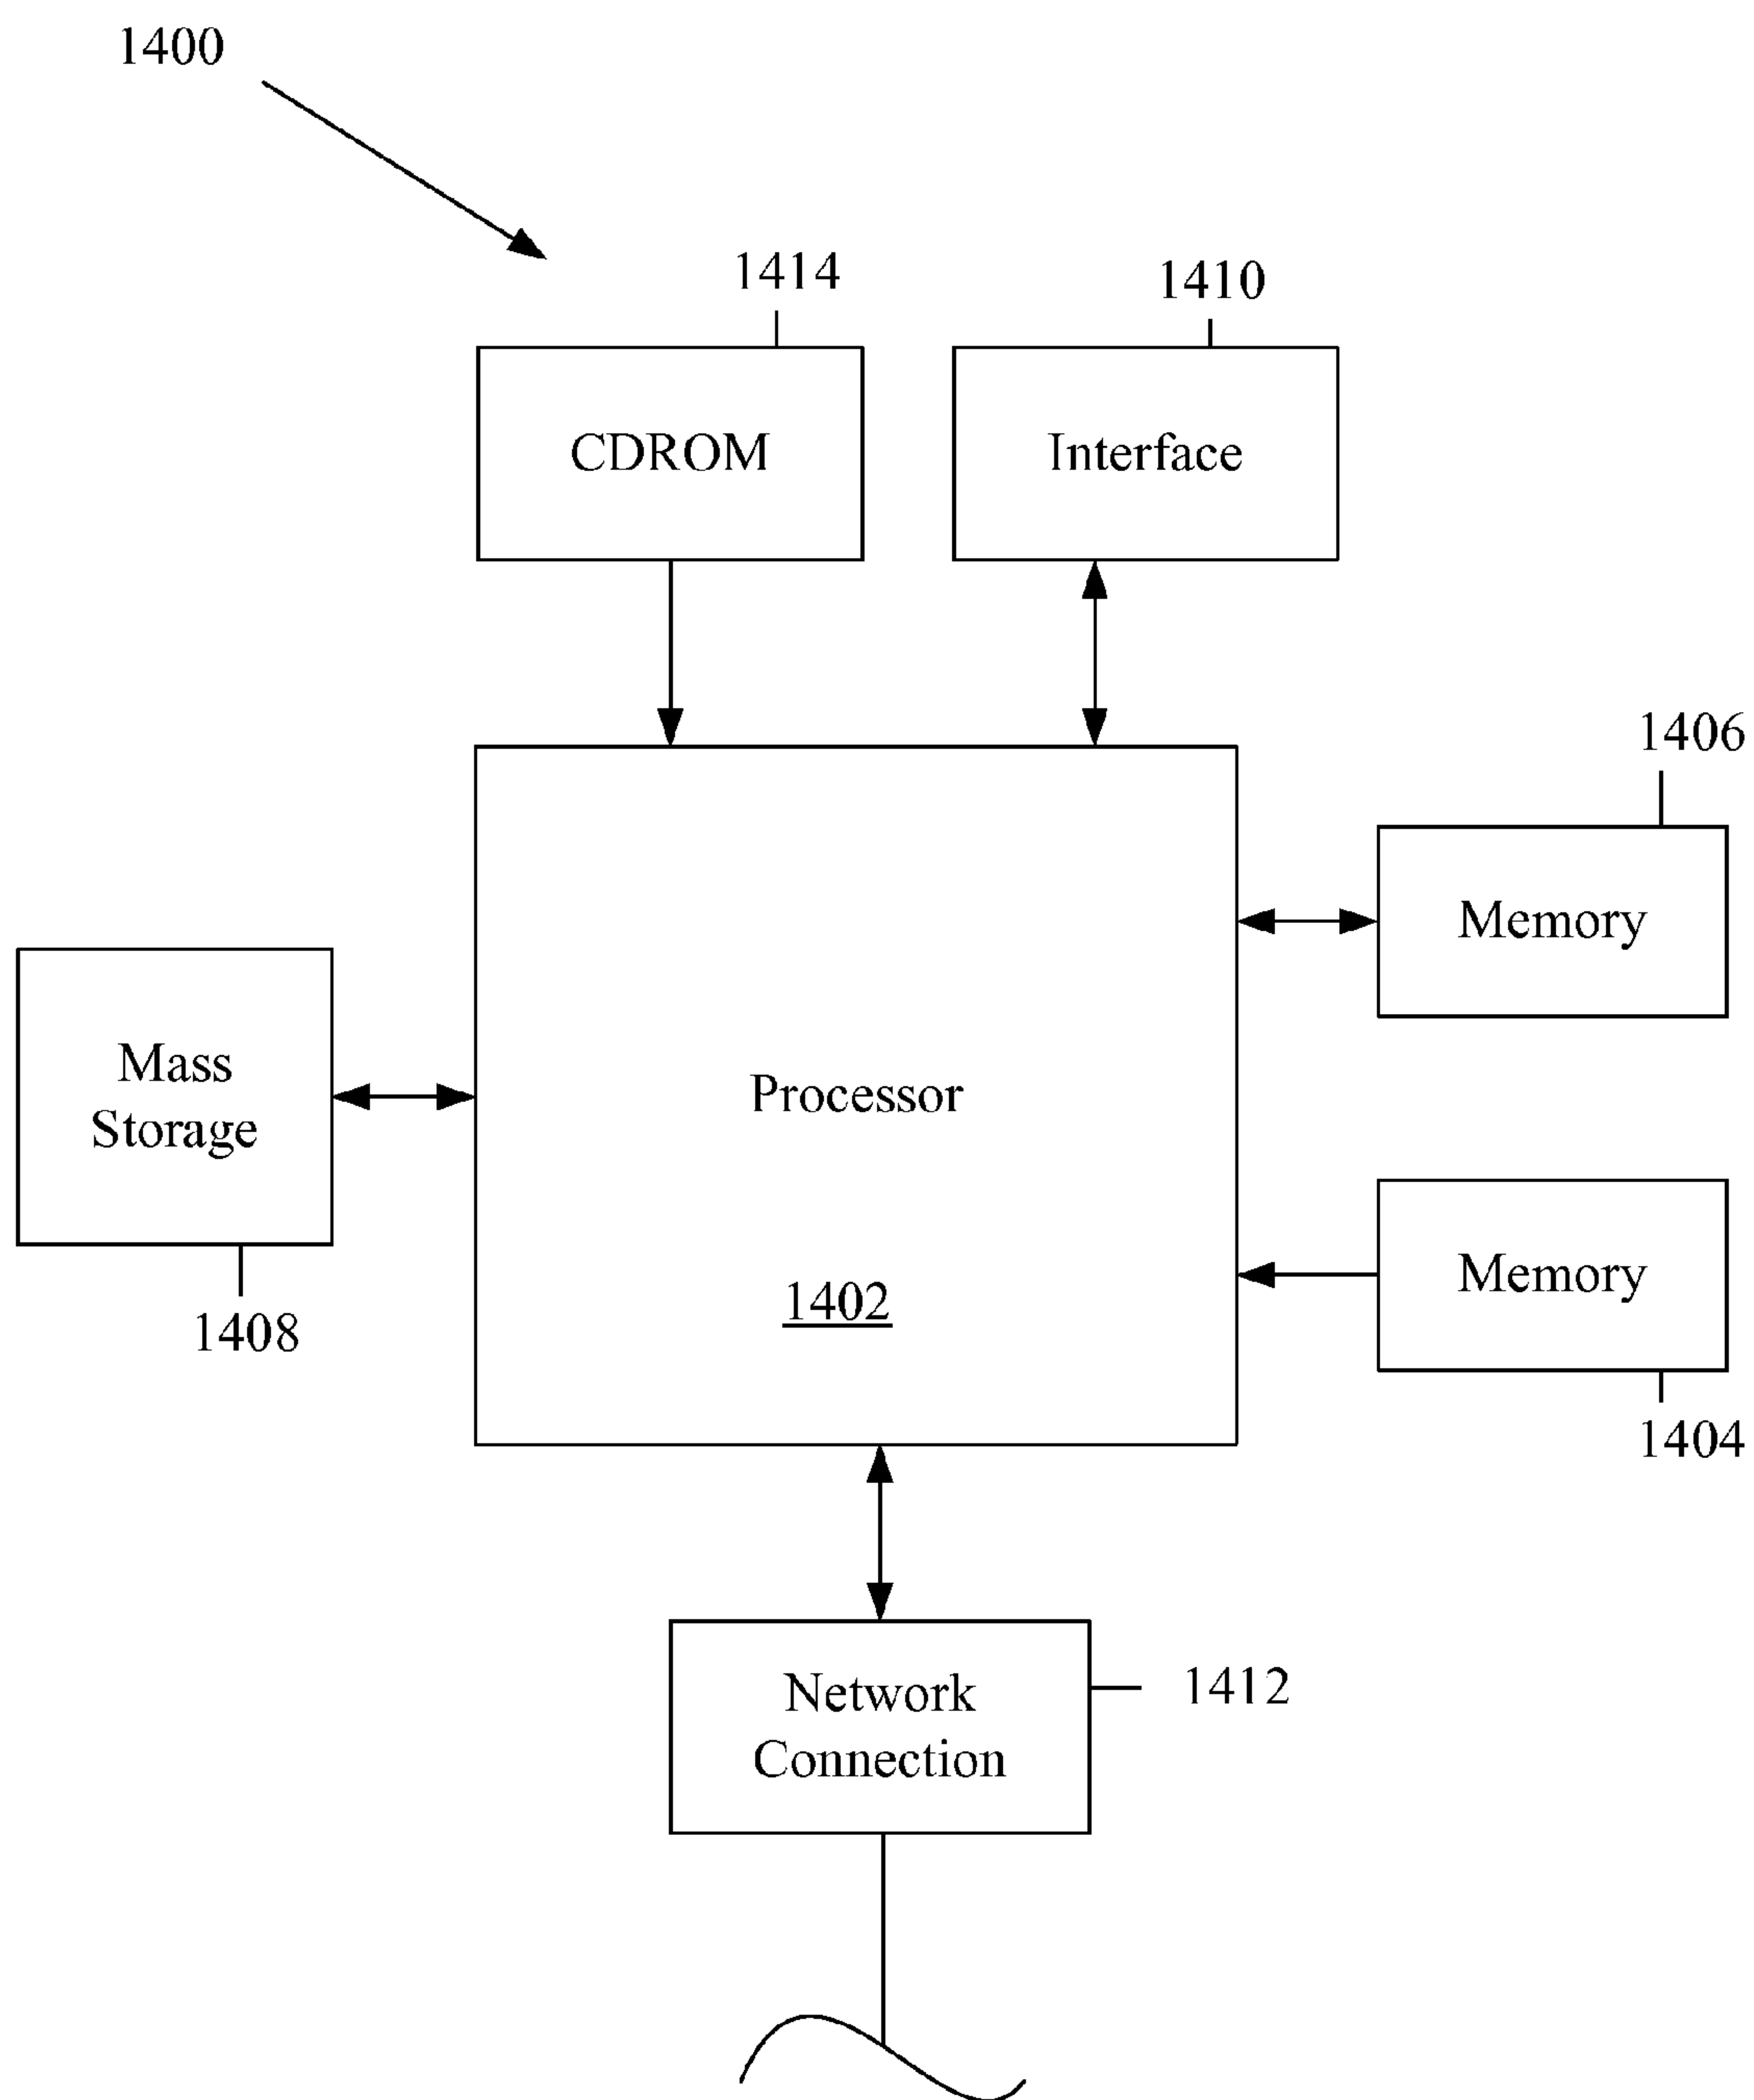 1400
1414
1410
CDROM
Interface
1406
Memory
Mass
Storage
Processor
Memory
1402
1408
1404
Network
Connection
1412